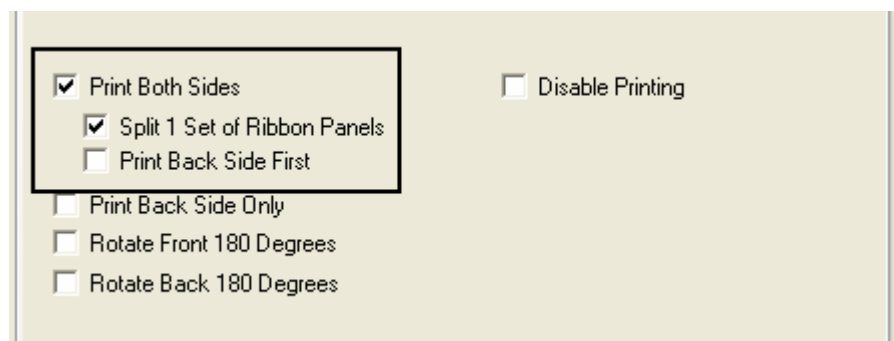 Print Both Sides
Disable Printing
Split 1 Set of Ribbon Panels
Print Back Side First
Print Back Side Only
Rotate Front 180 Degrees
Rotate Back 180 Degrees